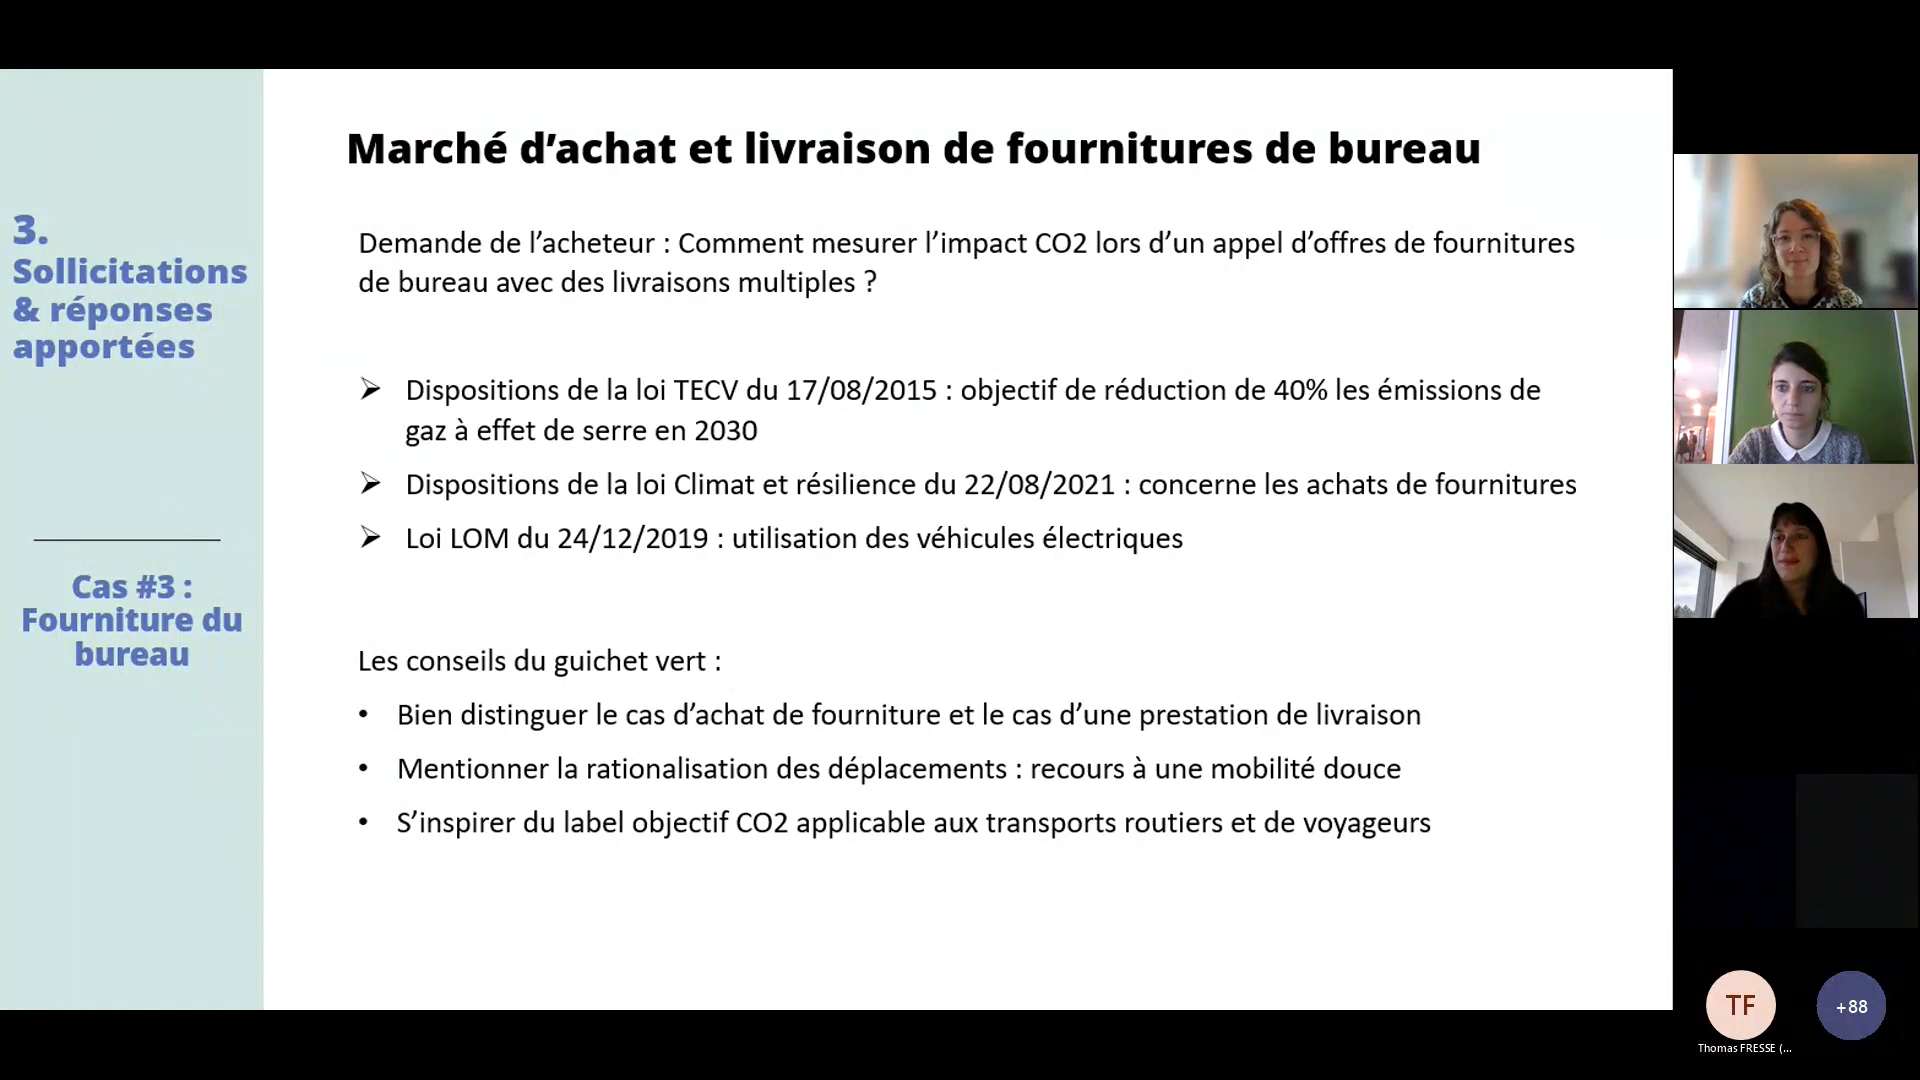 3.
Sollicitations
& réponses
apportées
Cas #3 :
Fourniture du
bureau
Marché d’achat et livraison de fournitures de bureau
Demande de l’acheteur : Comment mesurer l’impact CO2 lors d’un appel d’offres de fournitures
de bureau avec des livraisons multiples ?
➢ Dispositions de la loi TECV du 17/08/2015 : objectif de réduction de 40% les émissions de
gaz à effet de serre en 2030
➢ Dispositions de la loi Climat et résilience du 22/08/2021 : concerne les achats de fournitures
➢ Loi LOM du 24/12/2019 : utilisation des véhicules électriques
Les conseils du guichet vert :
• Bien distinguer le cas d’achat de fourniture et le cas d’une prestation de livraison
• Mentionner la rationalisation des déplacements : recours à une mobilité douce
• S’inspirer du label objectif CO2 applicable aux transports routiers et de voyageurs
TF
+88
Thomas FRESSE (...